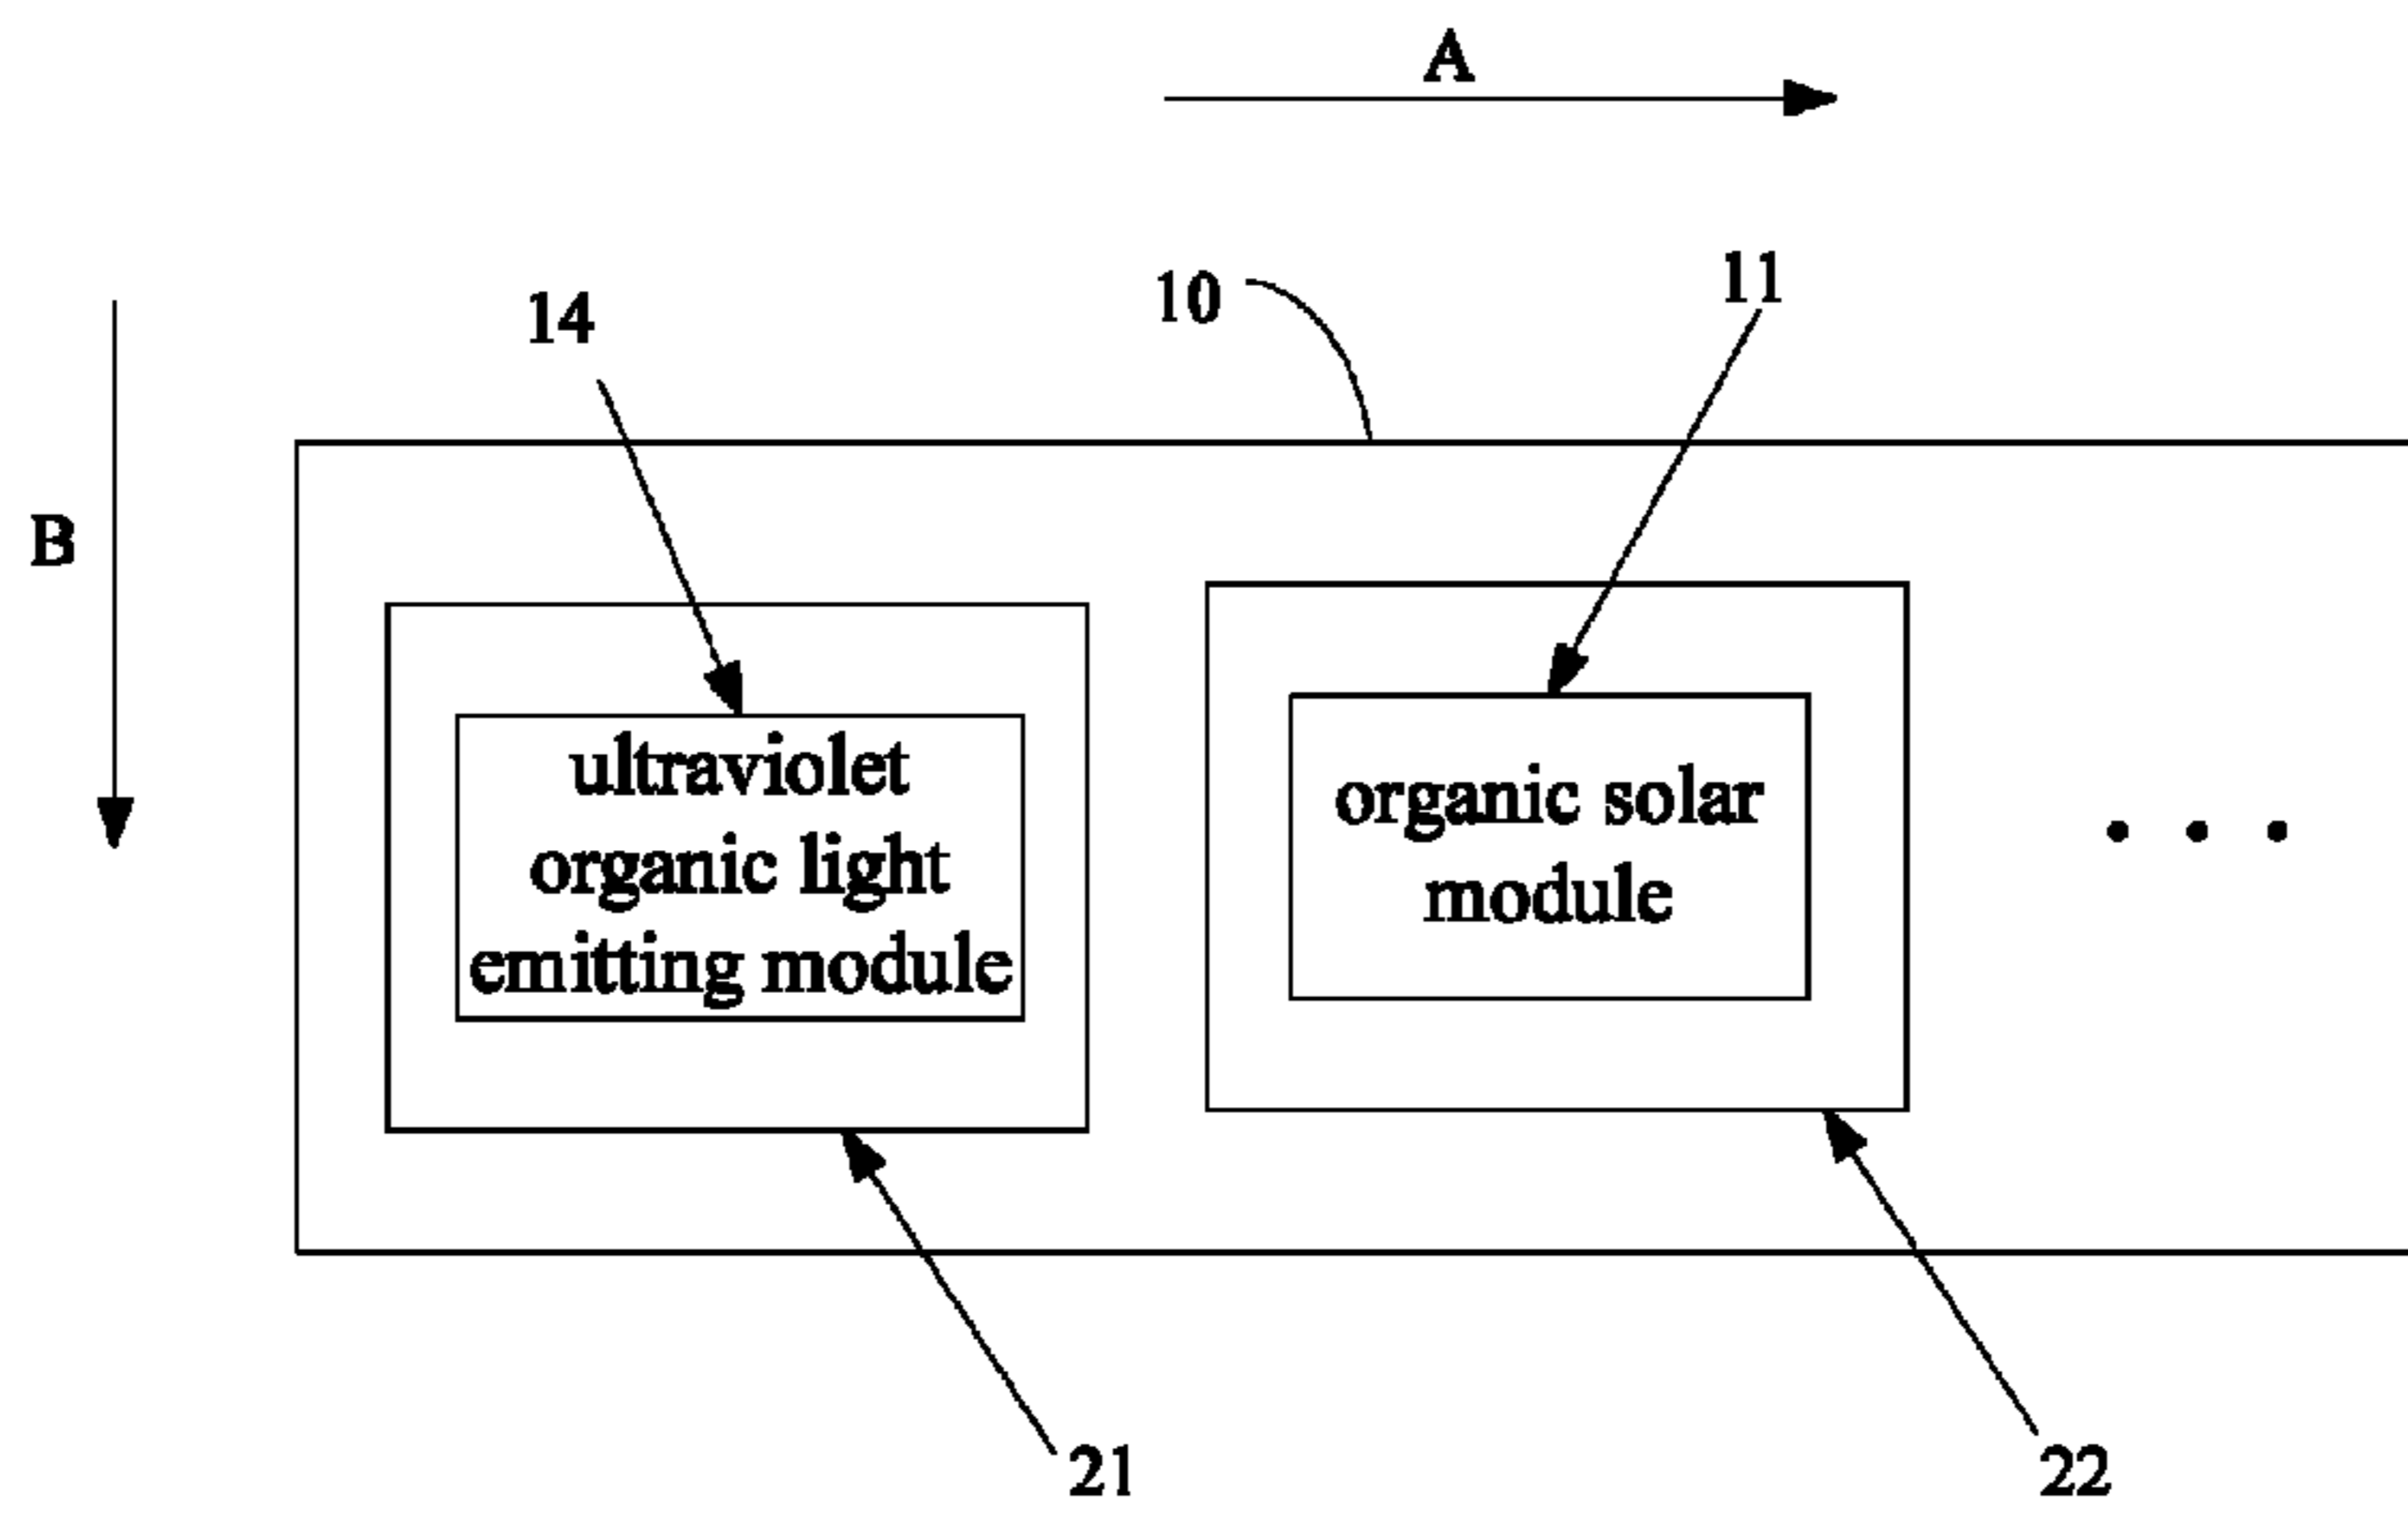 A
14
10
11
B
ultraviolet
organic light
emitting module
organic solar
module
• • •
21
22